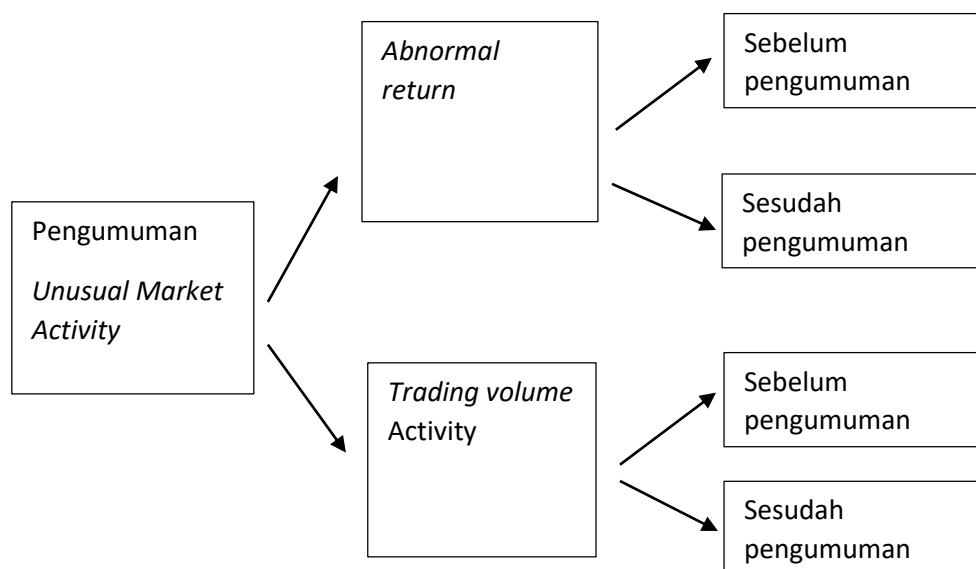 Pengumuman
Unusual Market
Activity
Abnormal
return
Sebelum
pengumuman
Sesudah
pengumuman
Trading volume
Activity
Sebelum
pengumuman
Sesudah
pengumuman